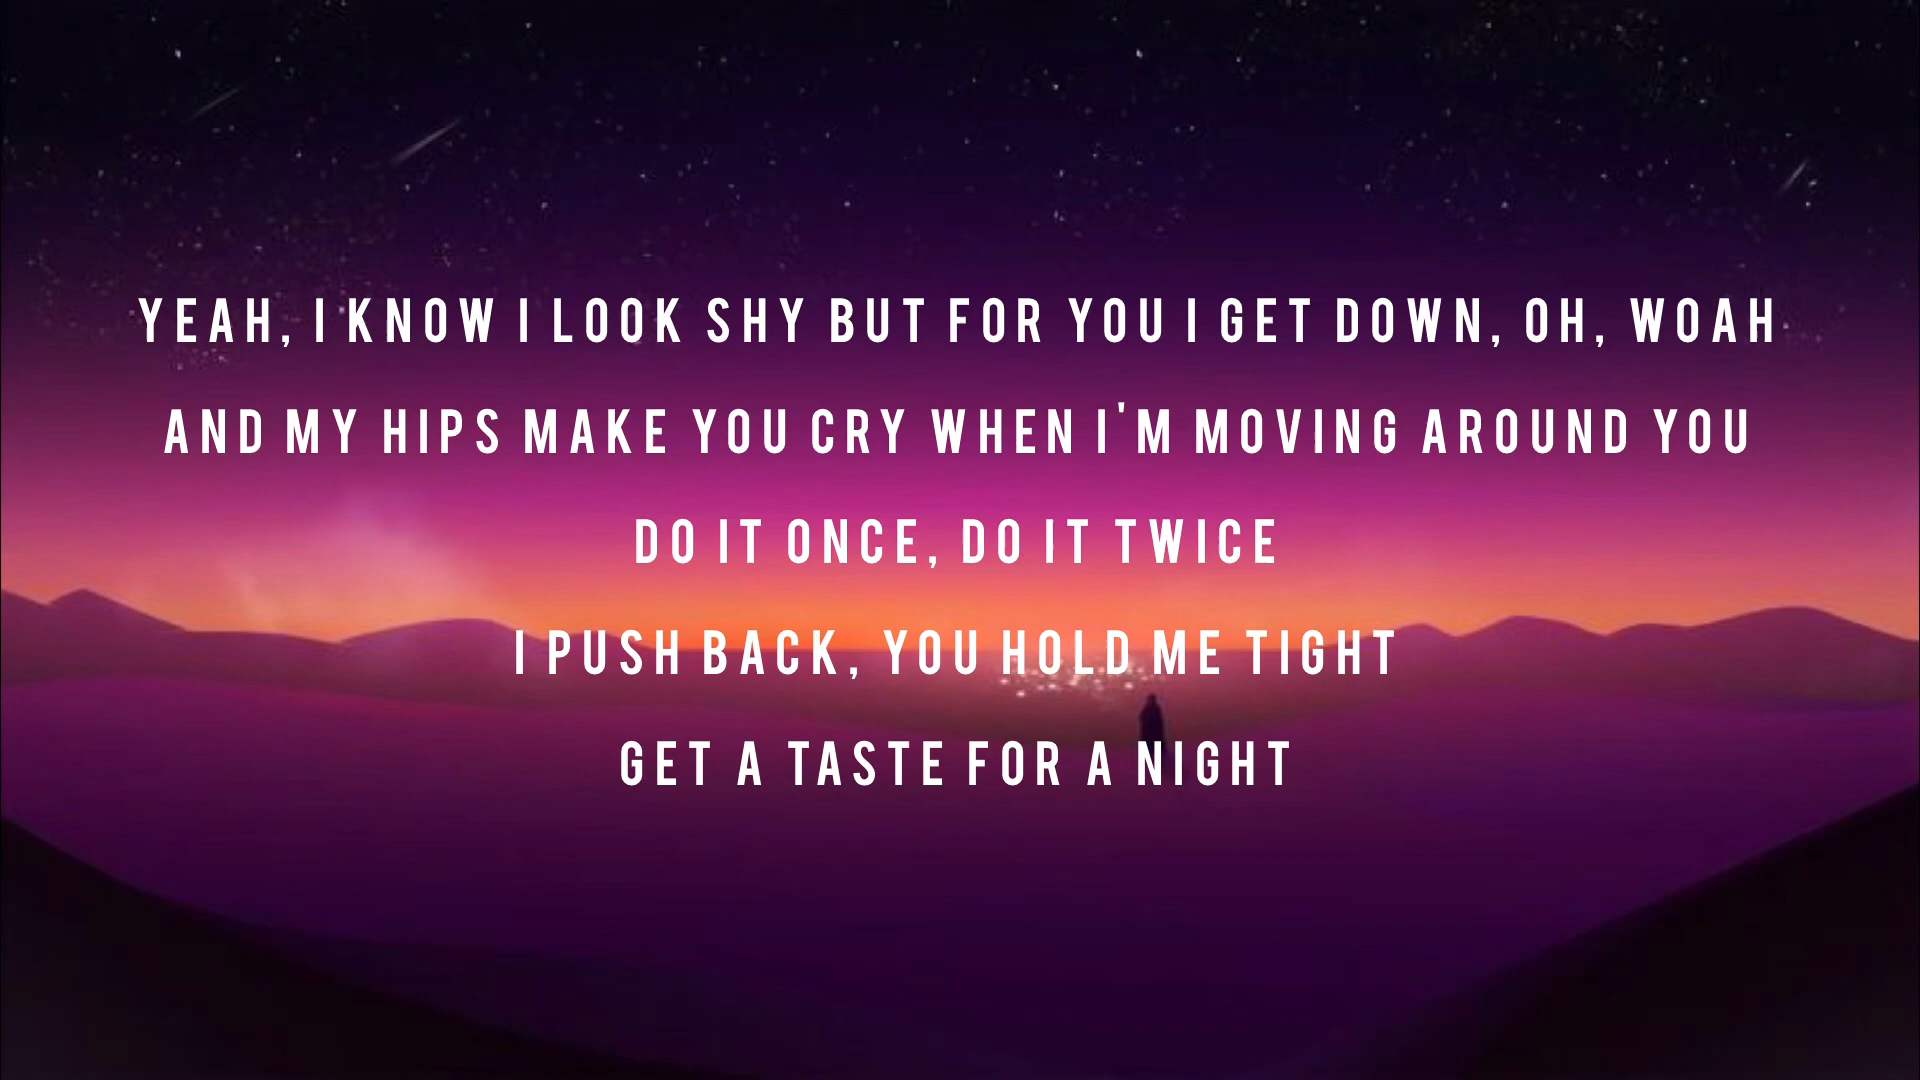 YEAH, I KNOW I LOOK SHY BUT FOR YOU I GET DOWN, OH, WOAH
AND MY HIPS MAKE YOU CRY WHEN I'M MOVING AROUND YOU
DO IT ONCE, DO IT TWICE
I PUSH BACK, YOU HOLD ME TIGHT
GET A TASTE FOR A NIGHT